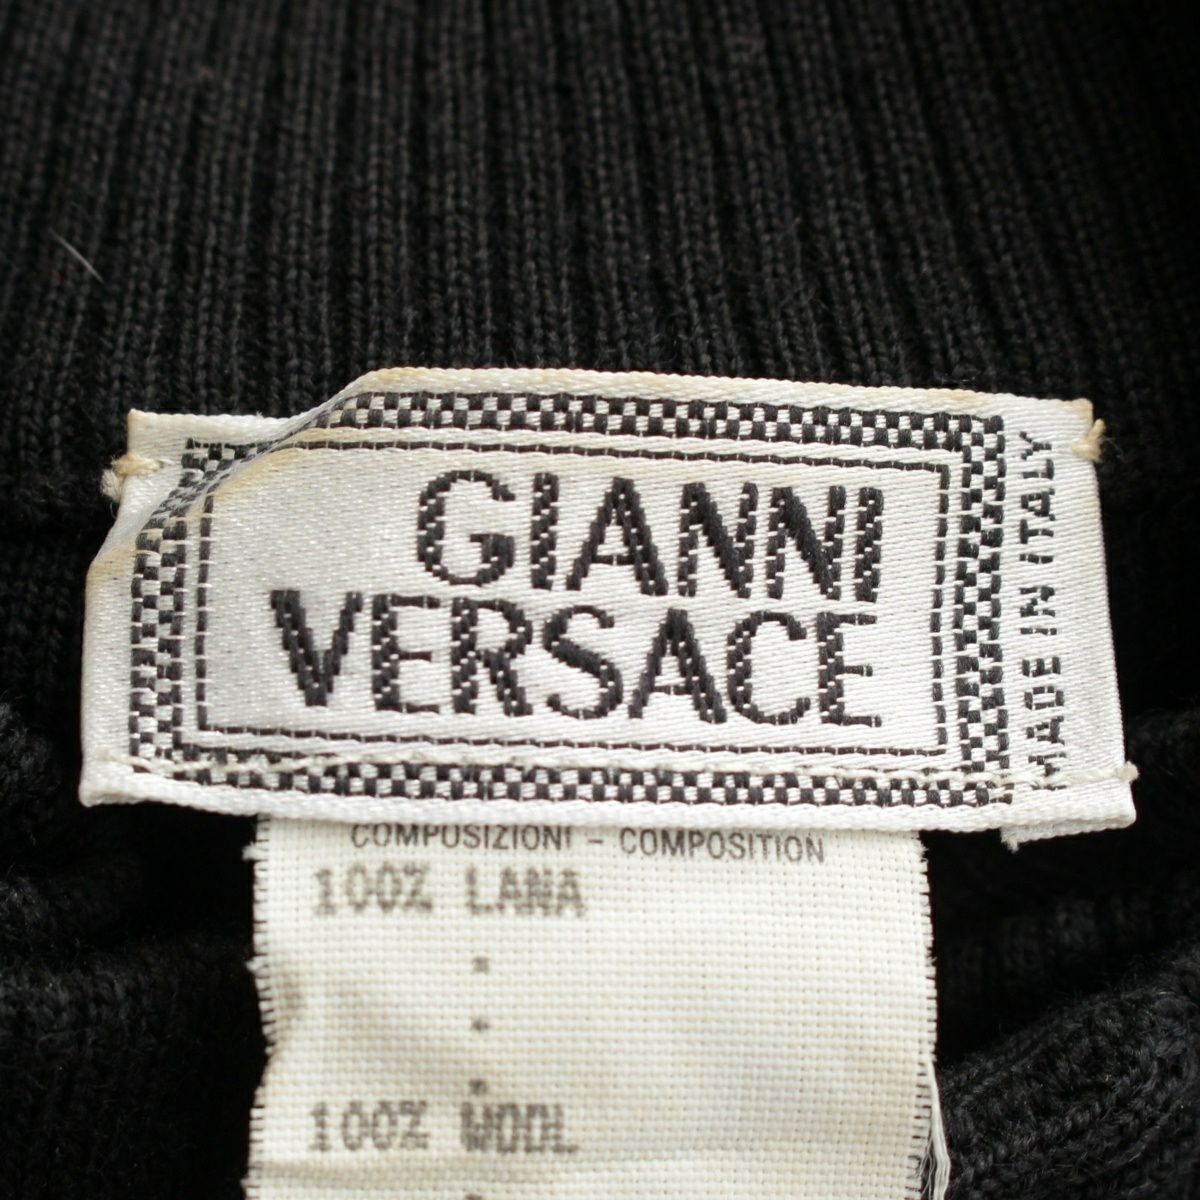 GIANNI
VERSACE
MADE IN ITALY
COMPOSIZIONI - COMPOSITION
100% LANA
.
.
.
100% WOOL